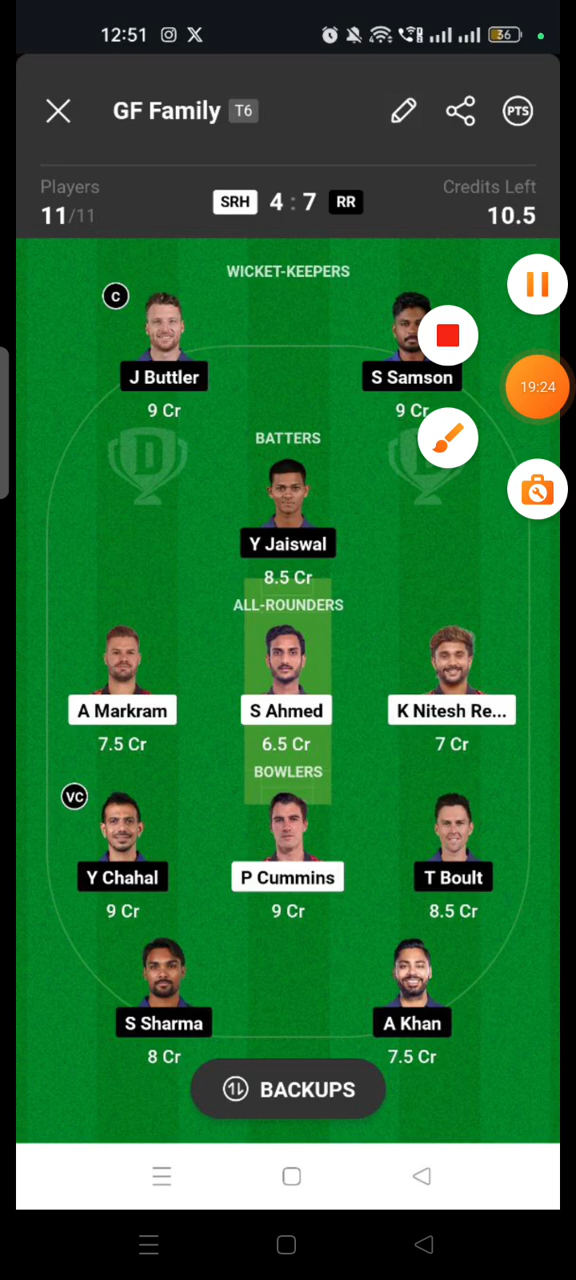 12:51
36
GF Family T6
PTS
Players
Credits Left
11/11
SRH 4 : 7 RR
10.5
WICKET-KEEPERS
C
J Buttler
S Samson
9 Cr
9 Cr
19:24
BATTERS
D
D
Y Jaiswal
8.5 Cr
ALL-ROUNDERS
A Markram
S Ahmed
K Nitesh Re...
7.5 Cr
6.5 Cr
7 Cr
BOWLERS
VC
Y Chahal
P Cummins
T Boult
9 Cr
9 Cr
8.5 Cr
S Sharma
A Khan
8 Cr
7.5 Cr
BACKUPS